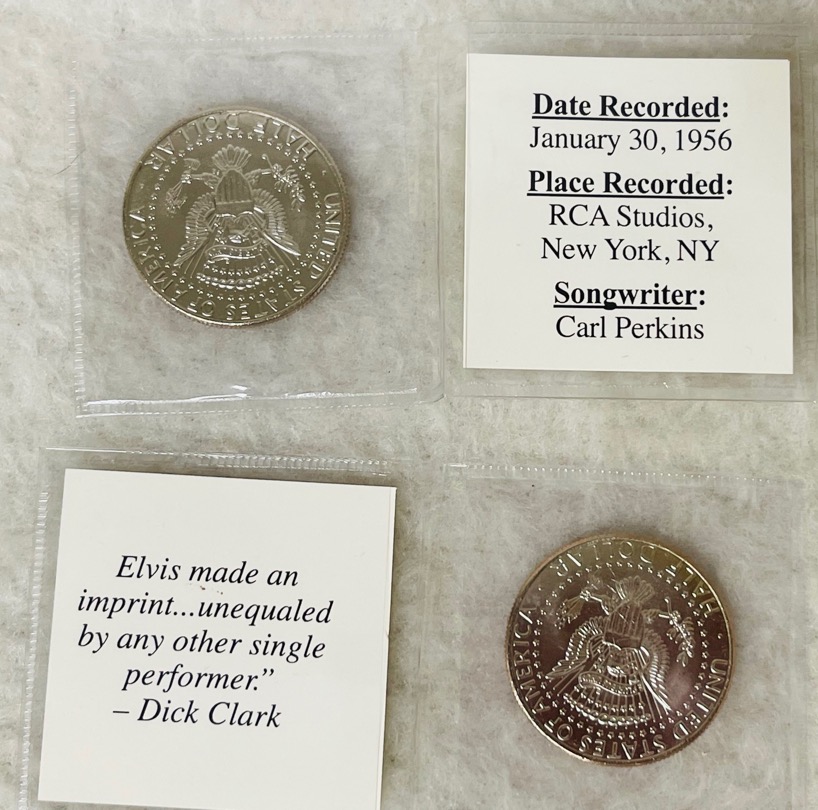 HALF DOLLAR
UNITED STATES OF AMERICA
Date Recorded:
January 30, 1956
Place Recorded:
RCA Studios,
New York, NY
Songwriter:
Carl Perkins
Elvis made an
imprint...unequaled
by any other single
performer.”
– Dick Clark
HALF DOLLAR
UNITED STATES OF AMERICA